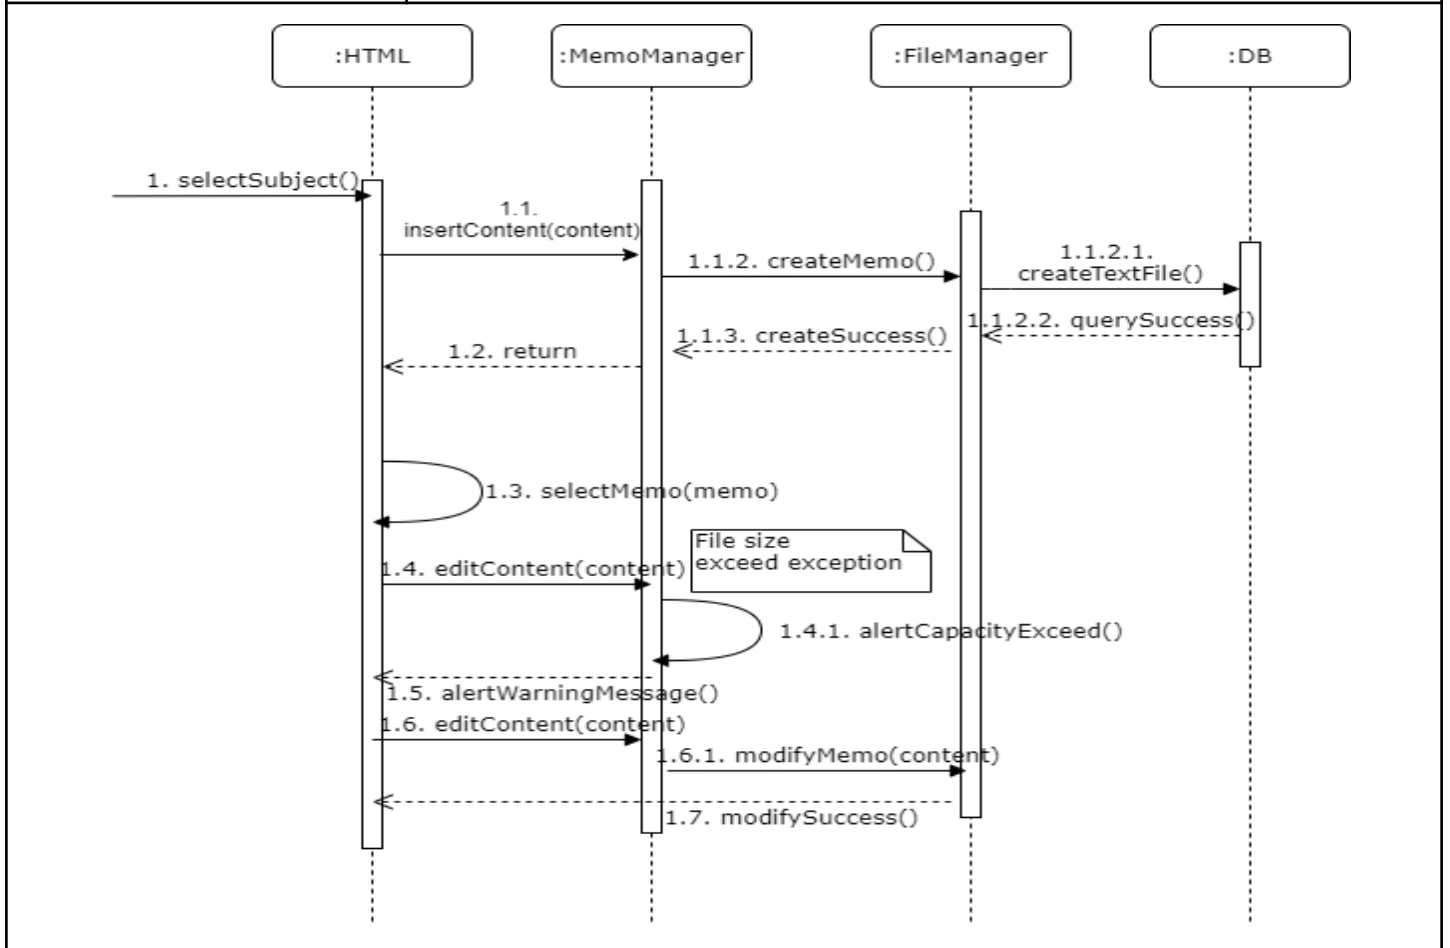 :HTML
:MemoManager
:FileManager
:DB
1. selectSubject()
1.1.
insertContent(content)
1.1.2. createMemo()
1.1.2.1.
createTextFile()
1.1.2.2. querySuccess()
1.1.3. createSuccess()
1.2. return
1.3. selectMemo(memo)
File size
exceed exception
1.4. editContent(content)
1.4.1. alertCapacityExceed()
1.5. alertWarningMessage()
1.6. editContent(content)
1.6.1. modifyMemo(content)
1.7. modifySuccess()